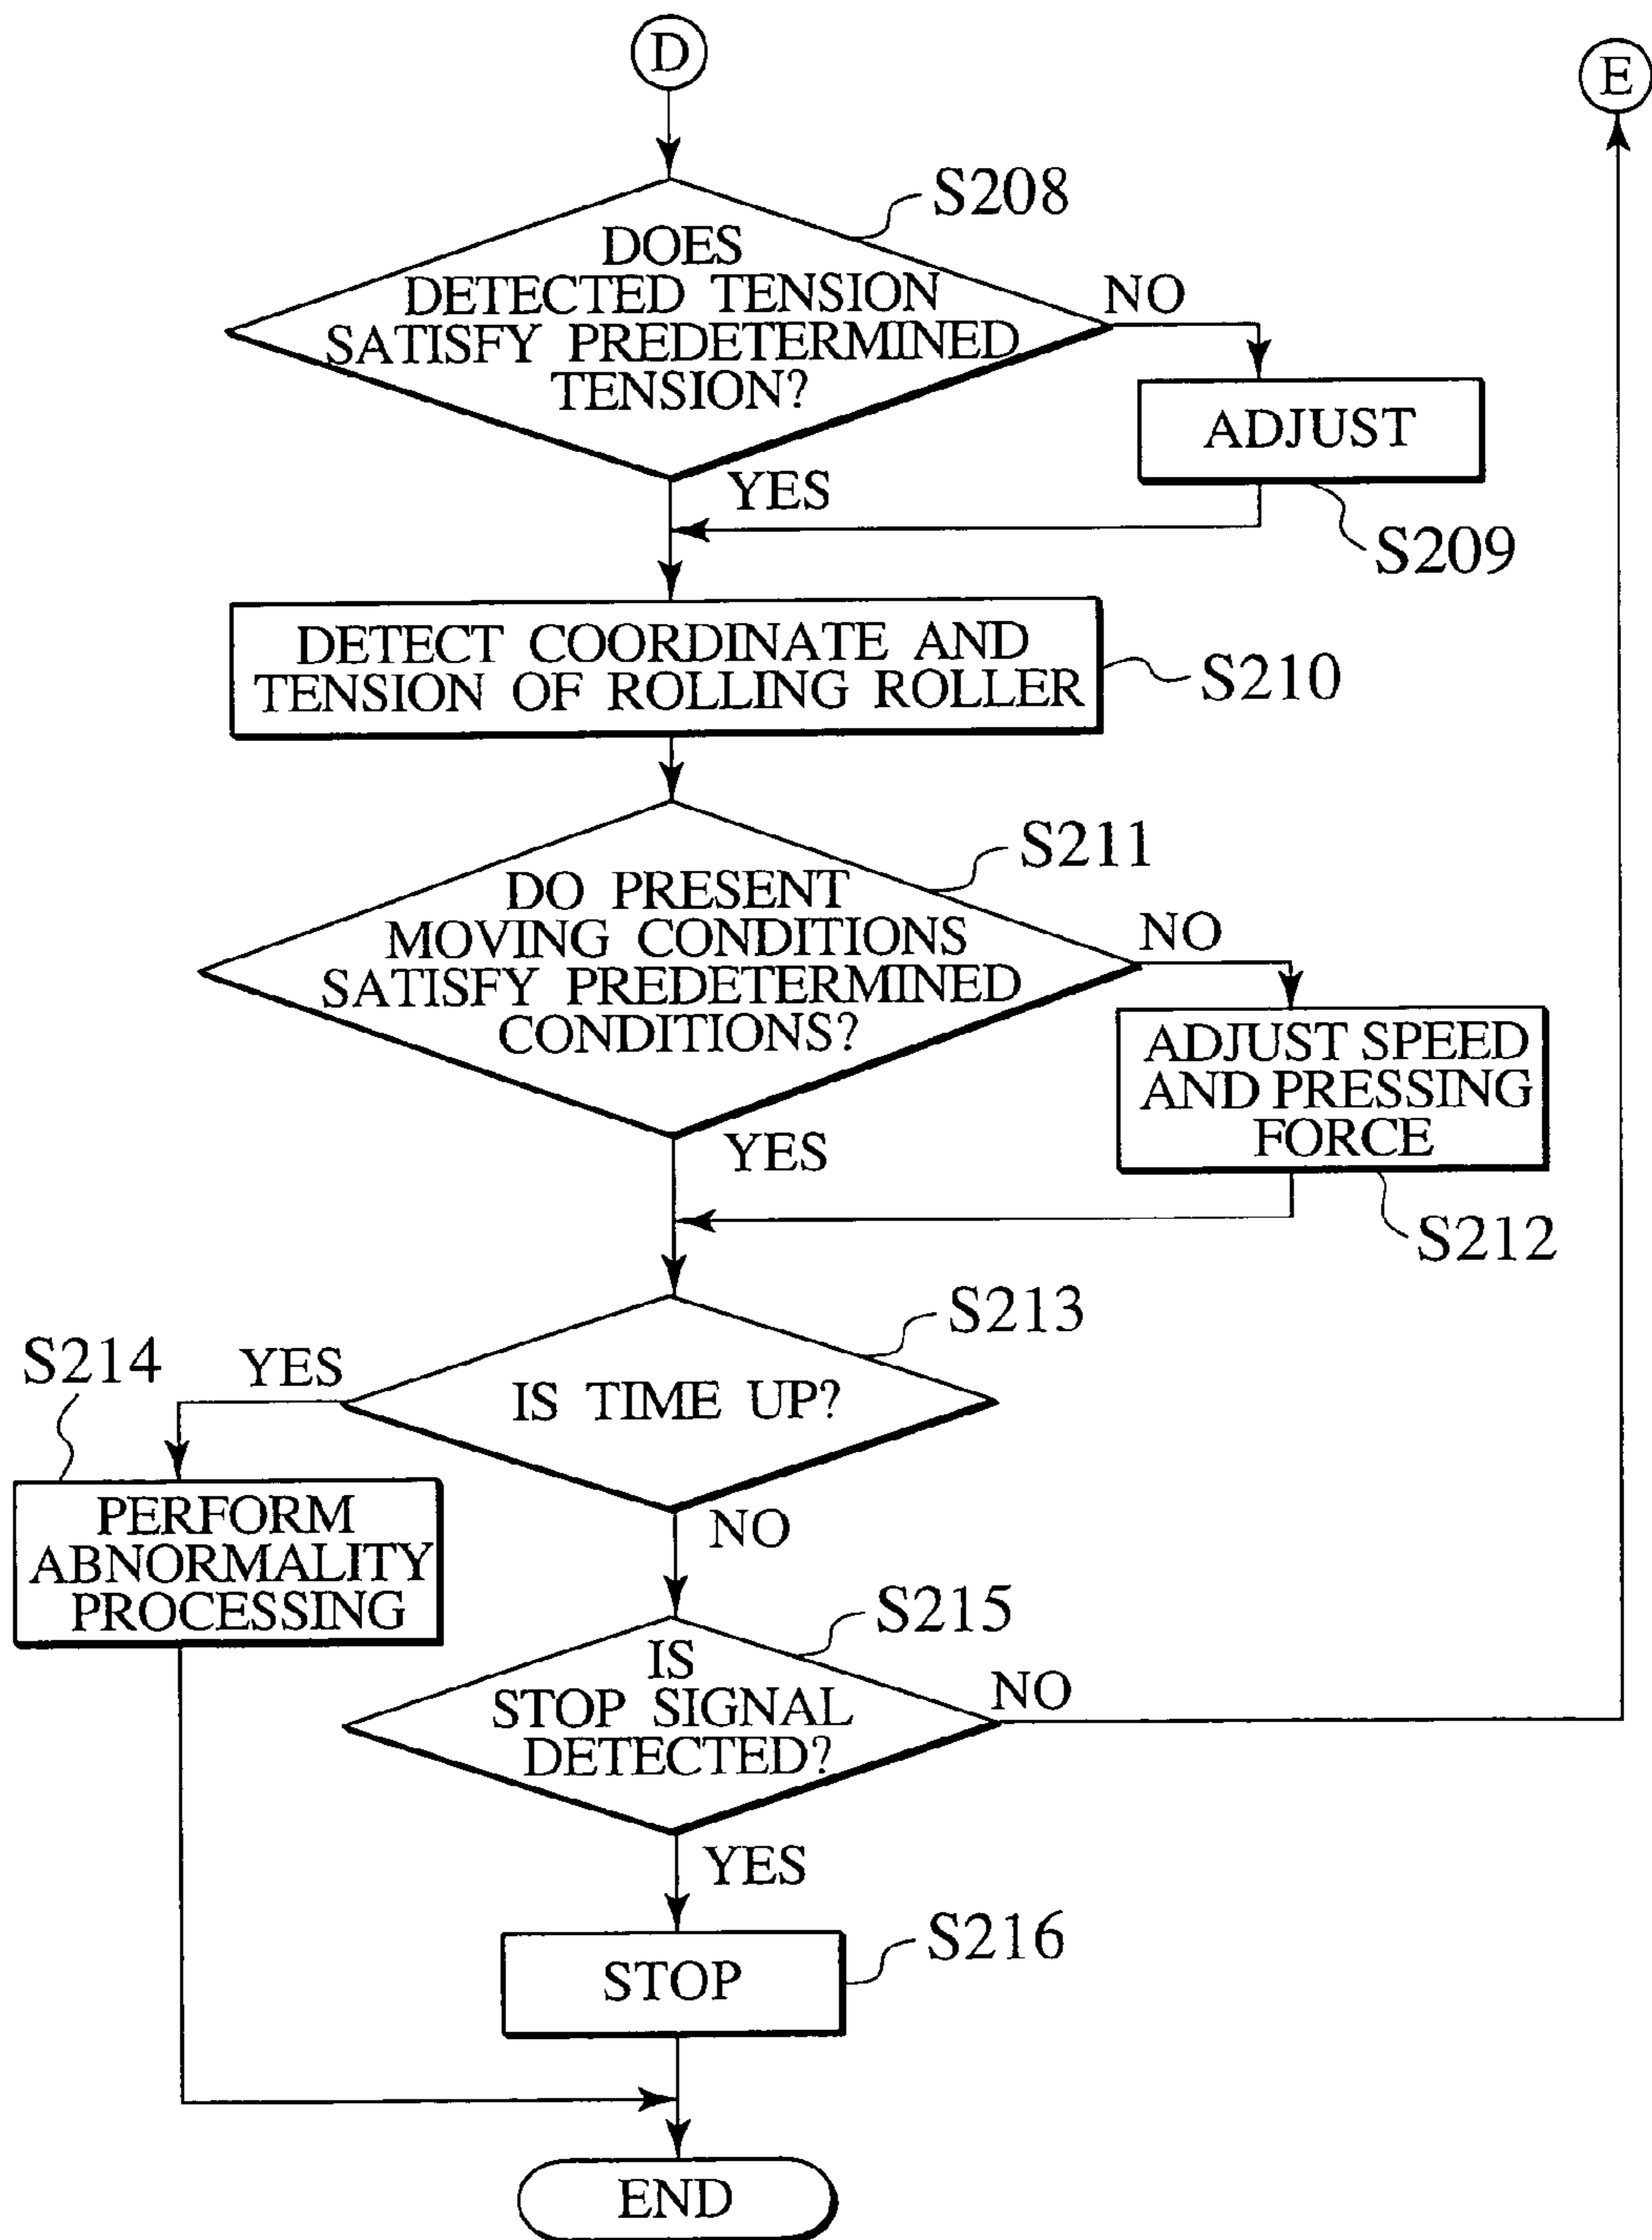 D
E
S208
DOES
DETECTED TENSION
SATISFY PREDETERMINED
TENSION?
NO
ADJUST
YES
S209
DETECT COORDINATE AND
TENSION OF ROLLING ROLLER
S210
S211
DO PRESENT
MOVING CONDITIONS
SATISFY PREDETERMINED
CONDITIONS?
NO
ADJUST SPEED
AND PRESSING
FORCE
YES
S212
S213
S214
YES
IS TIME UP?
PERFORM
ABNORMALITY
PROCESSING
NO
S215
IS
STOP SIGNAL
DETECTED?
NO
YES
S216
STOP
END